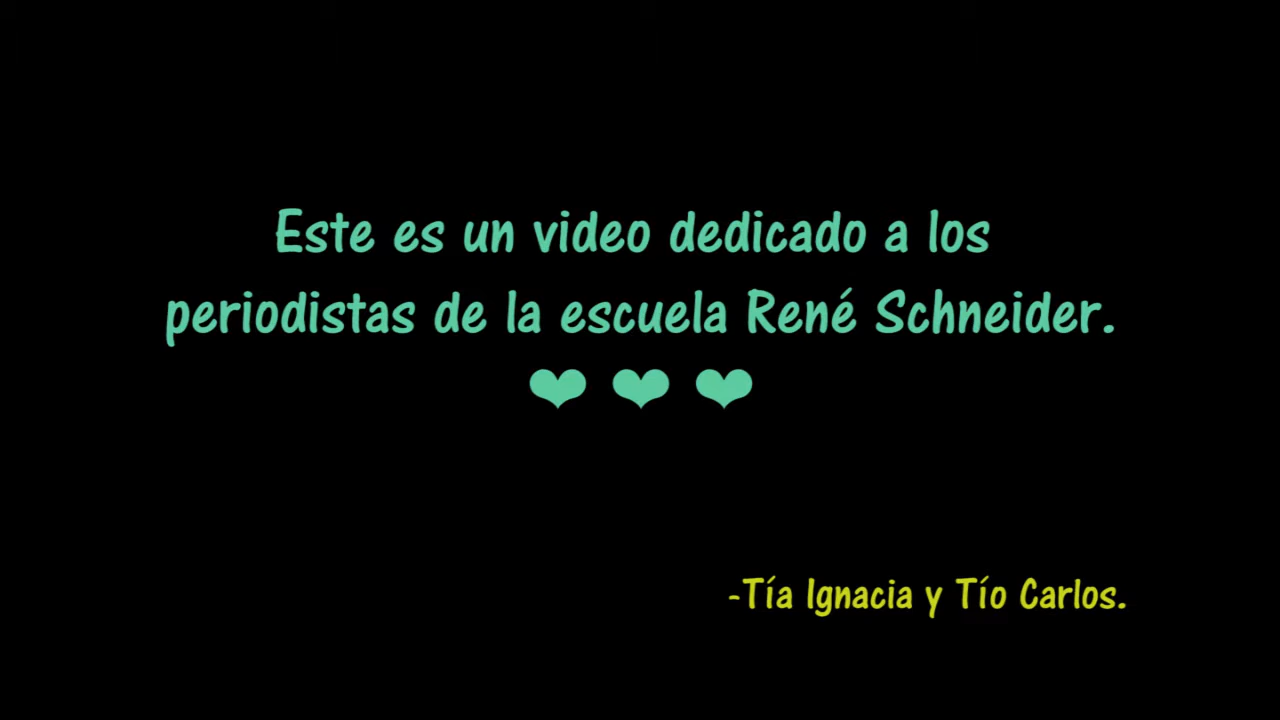 Este es un video dedicado a los
periodistas de la escuela René Schneider.
❤ ❤ ❤
-Tía Ignacia y Tío Carlos.